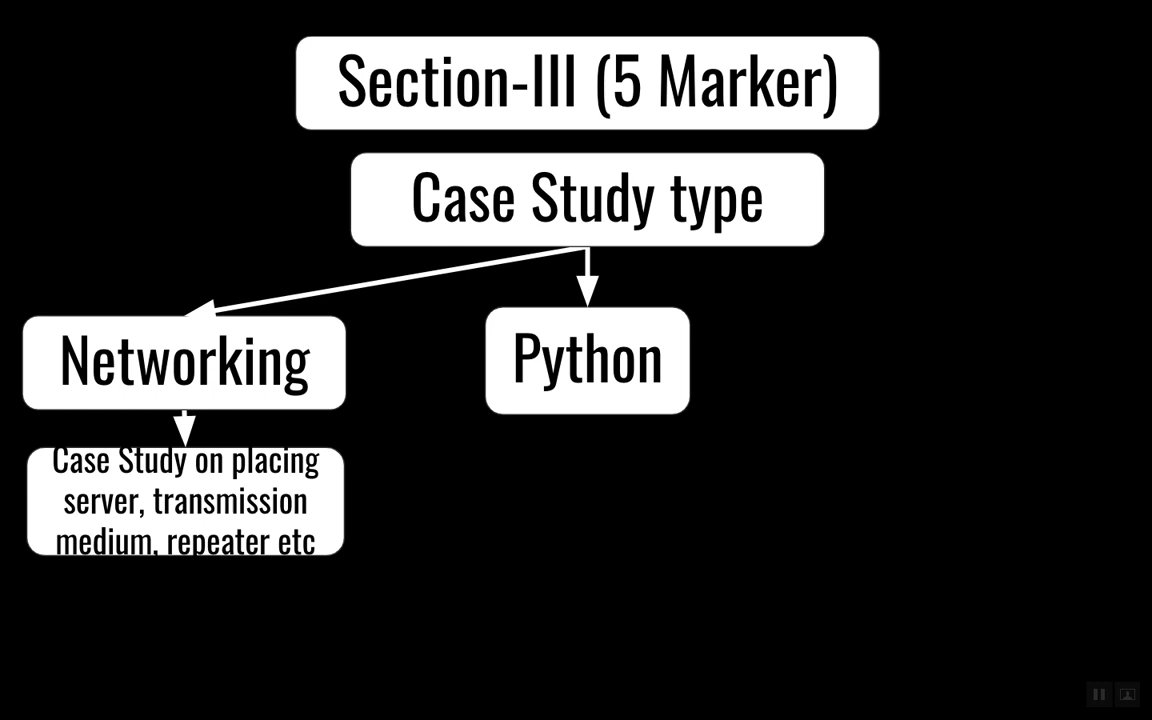 Section-III (5 Marker)
Case Study type
Networking
Python
Case Study on placing
server, transmission
medium, repeater etc